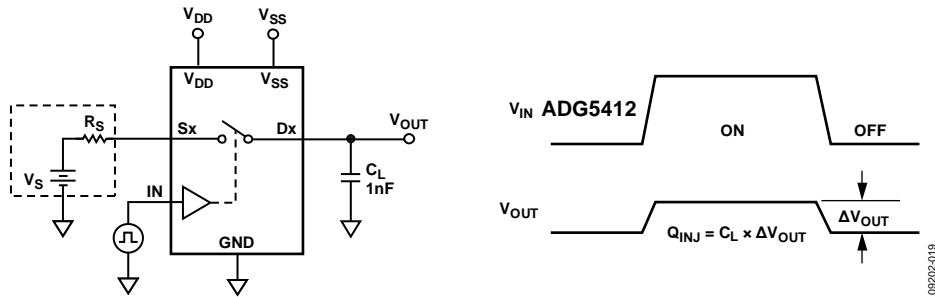 VDD
VSS
VDD
VSS
RS
Sx
Dx
VOUT
VS
IN
CL
1nF
GND
VIN ADG5412
ON
OFF
VOUT
QINJ = CL × ΔVOUT
ΔVOUT
09202-019